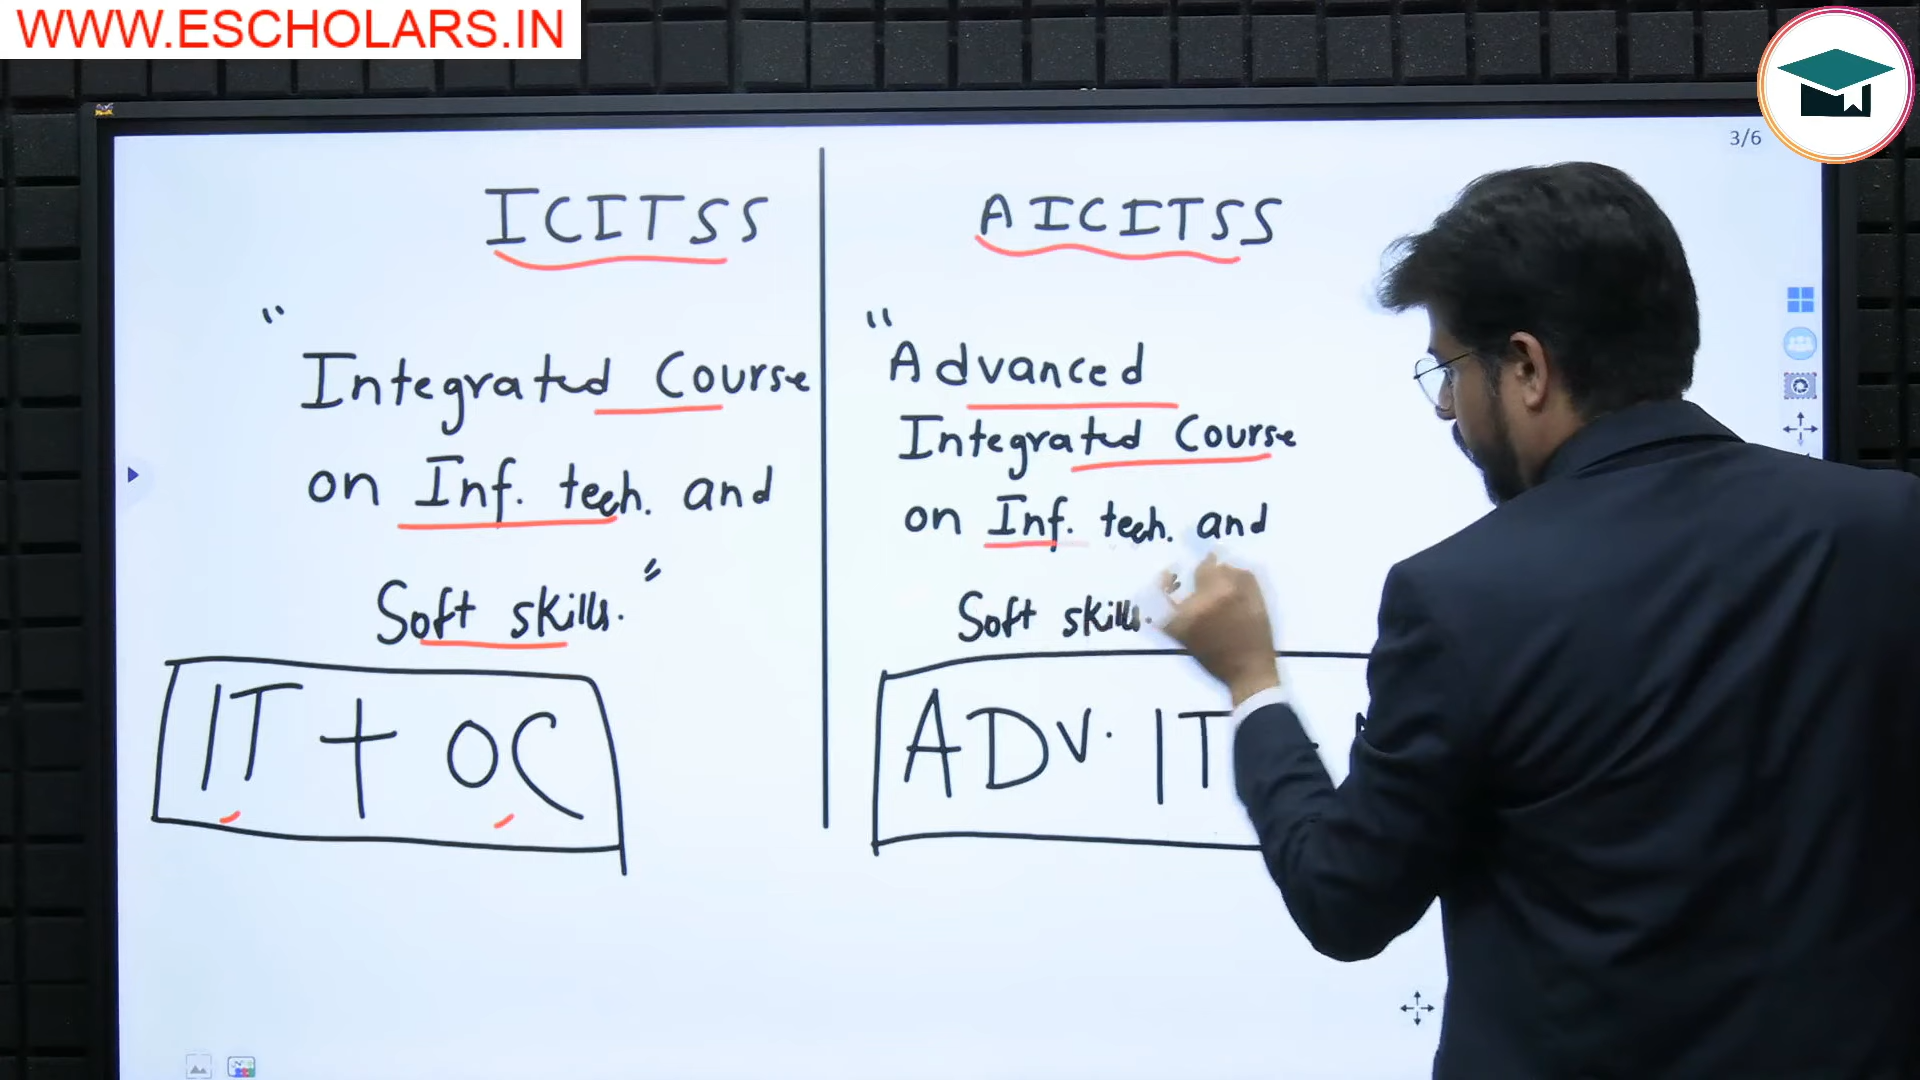 WWW.ESCHOLARS.IN
3/6
ICITSS
"Integrated Course
on Inf. tech. and
Soft skills."
IT + OC
AICITSS
"Advanced
Integrated Course
on Inf. tech. and
Soft skills."
ADV. IT